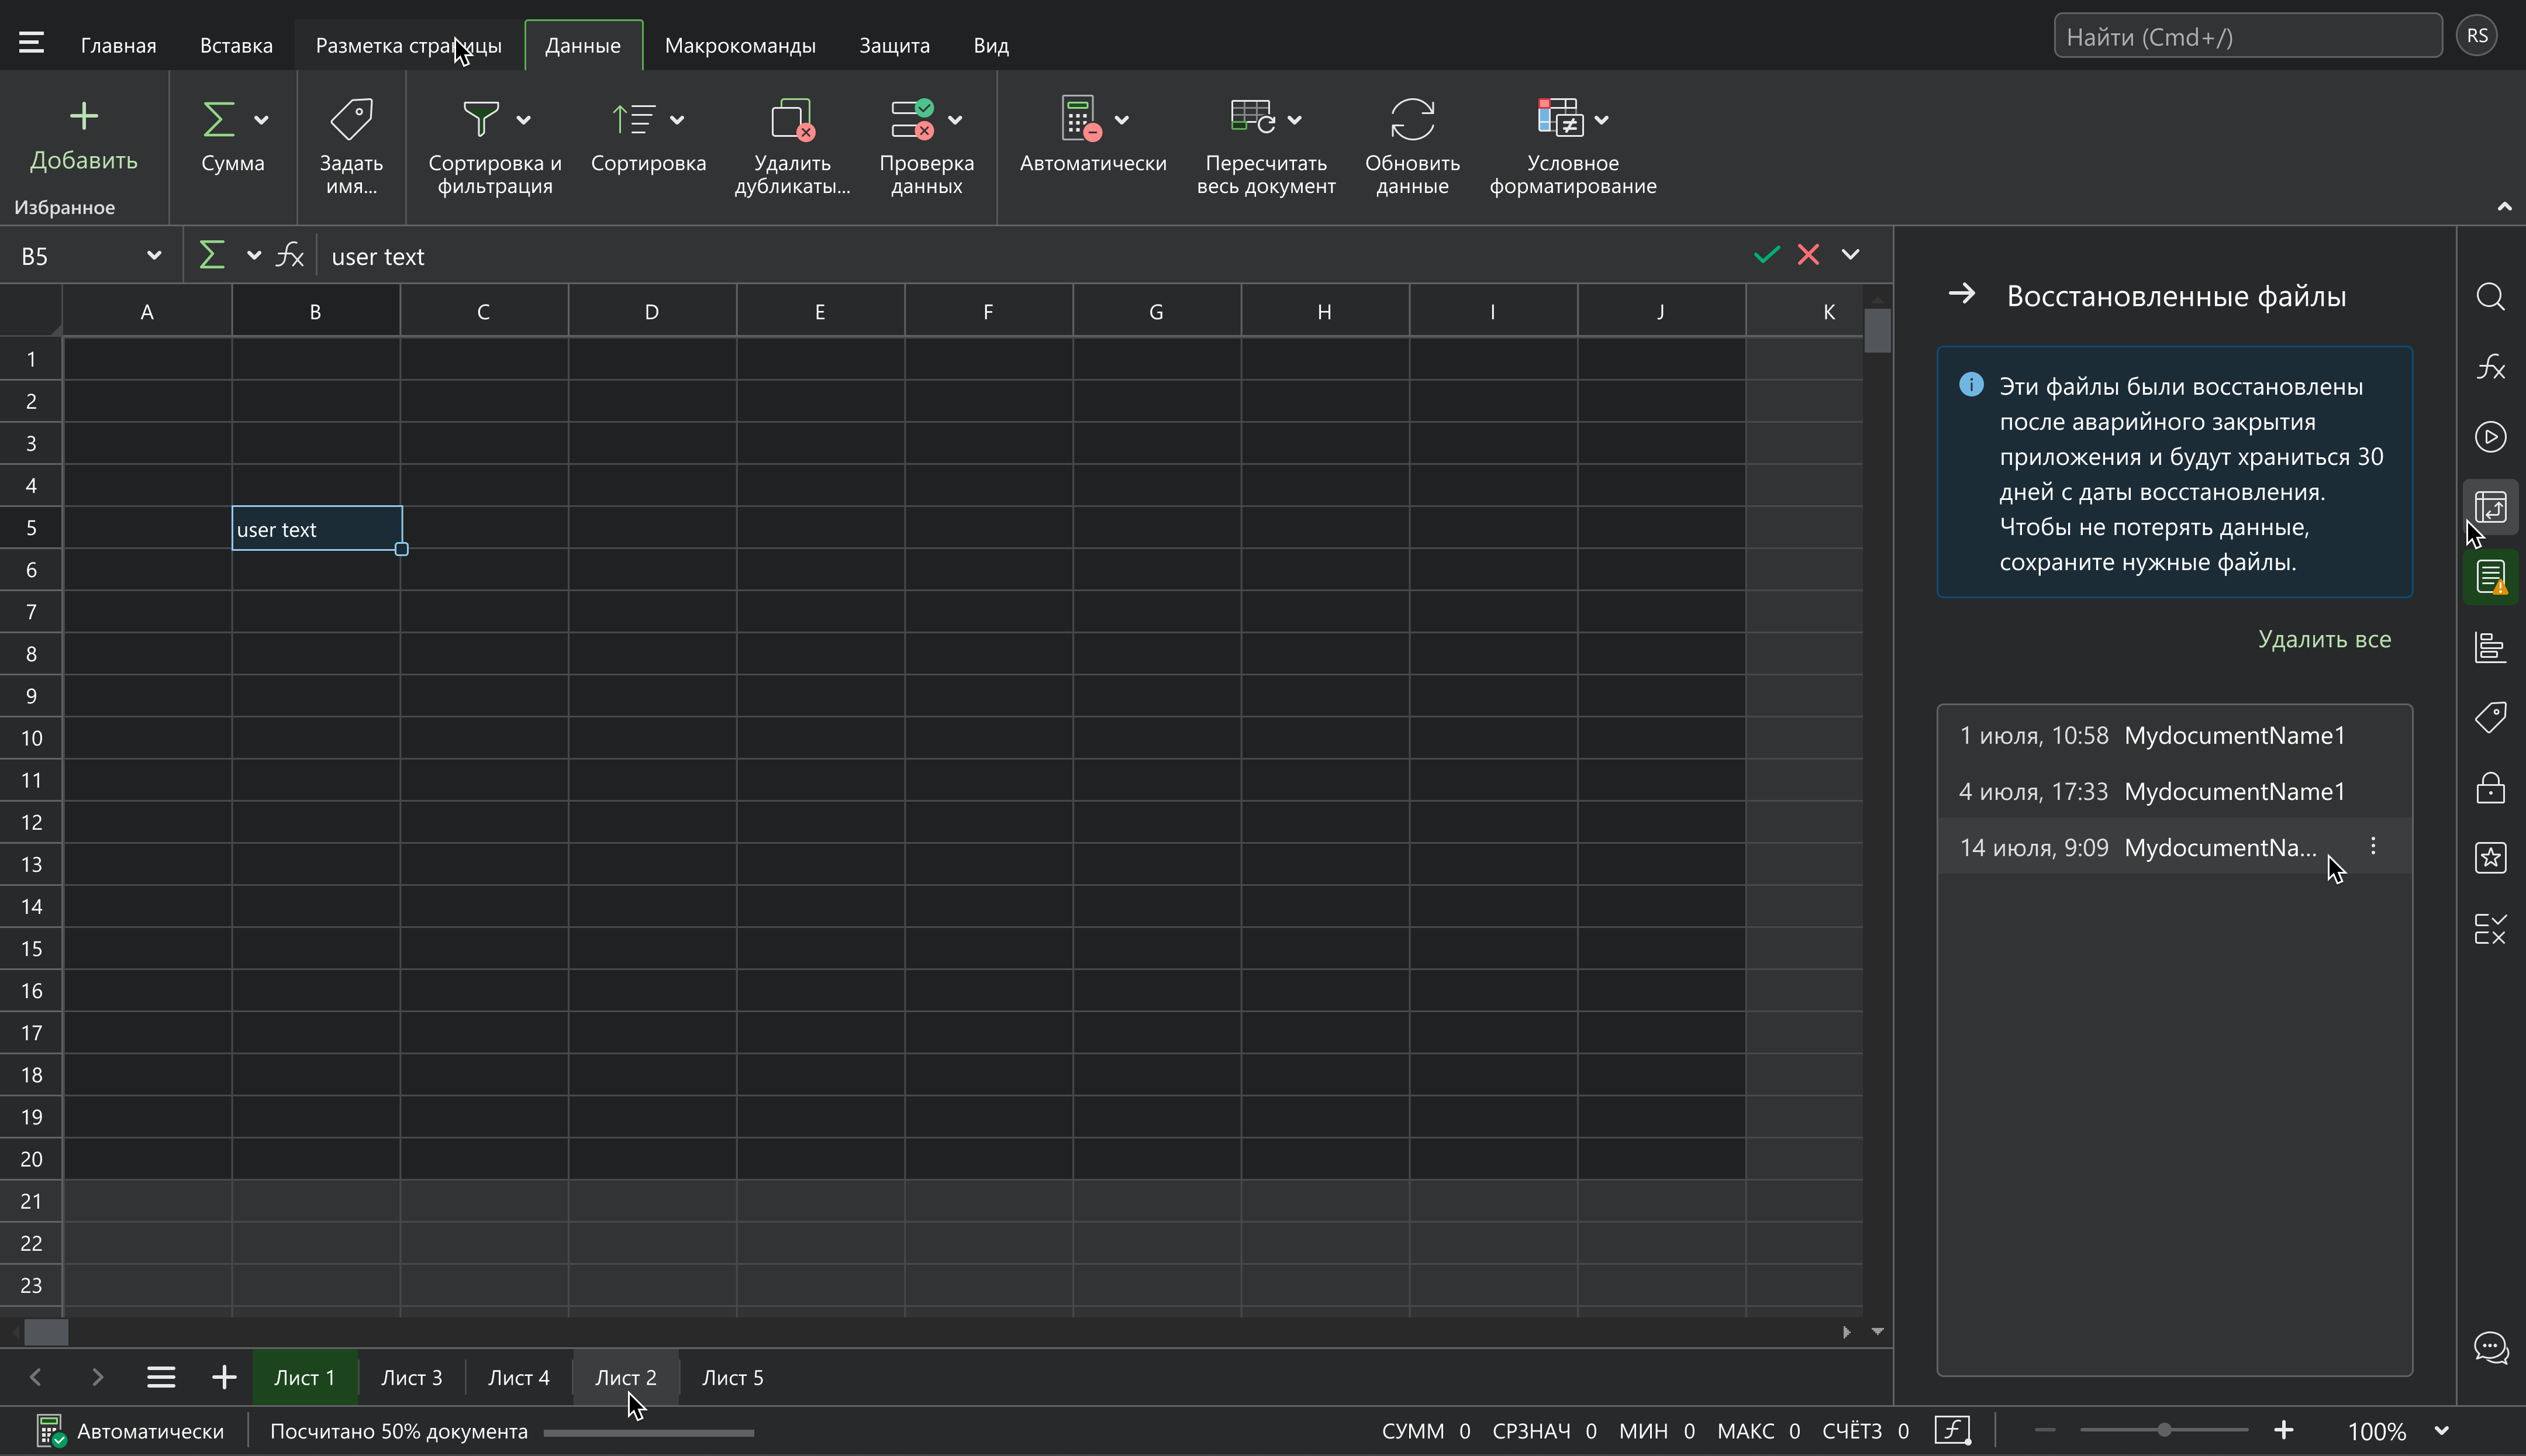 Главная Вставка Разметка страницы Данные Макрокоманды Защита Вид Найти (Cmd+/) RS
Добавить
Избранное
Сумма
Задать
имя...
Сортировка и
фильтрация
Сортировка
Удалить
дубликаты...
Проверка
данных
Автоматически
Пересчитать
весь документ
Обновить
данные
Условное
форматирование
B5 fx user text
A B C D E F G H I J K
1
2
3
4
5 user text
6
7
8
9
10
11
12
13
14
15
16
17
18
19
20
21
22
23
Восстановленные файлы
Эти файлы были восстановлены
после аварийного закрытия
приложения и будут храниться 30
дней с даты восстановления.
Чтобы не потерять данные,
сохраните нужные файлы.
Удалить все
1 июля, 10:58 MydocumentName1
4 июля, 17:33 MydocumentName1
14 июля, 9:09 MydocumentNa...
Лист 1 Лист 3 Лист 4 Лист 2 Лист 5
Автоматически Посчитано 50% документа СУММ 0 СРЗНАЧ 0 МИН 0 МАКС 0 СЧЁТЗ 0 100%